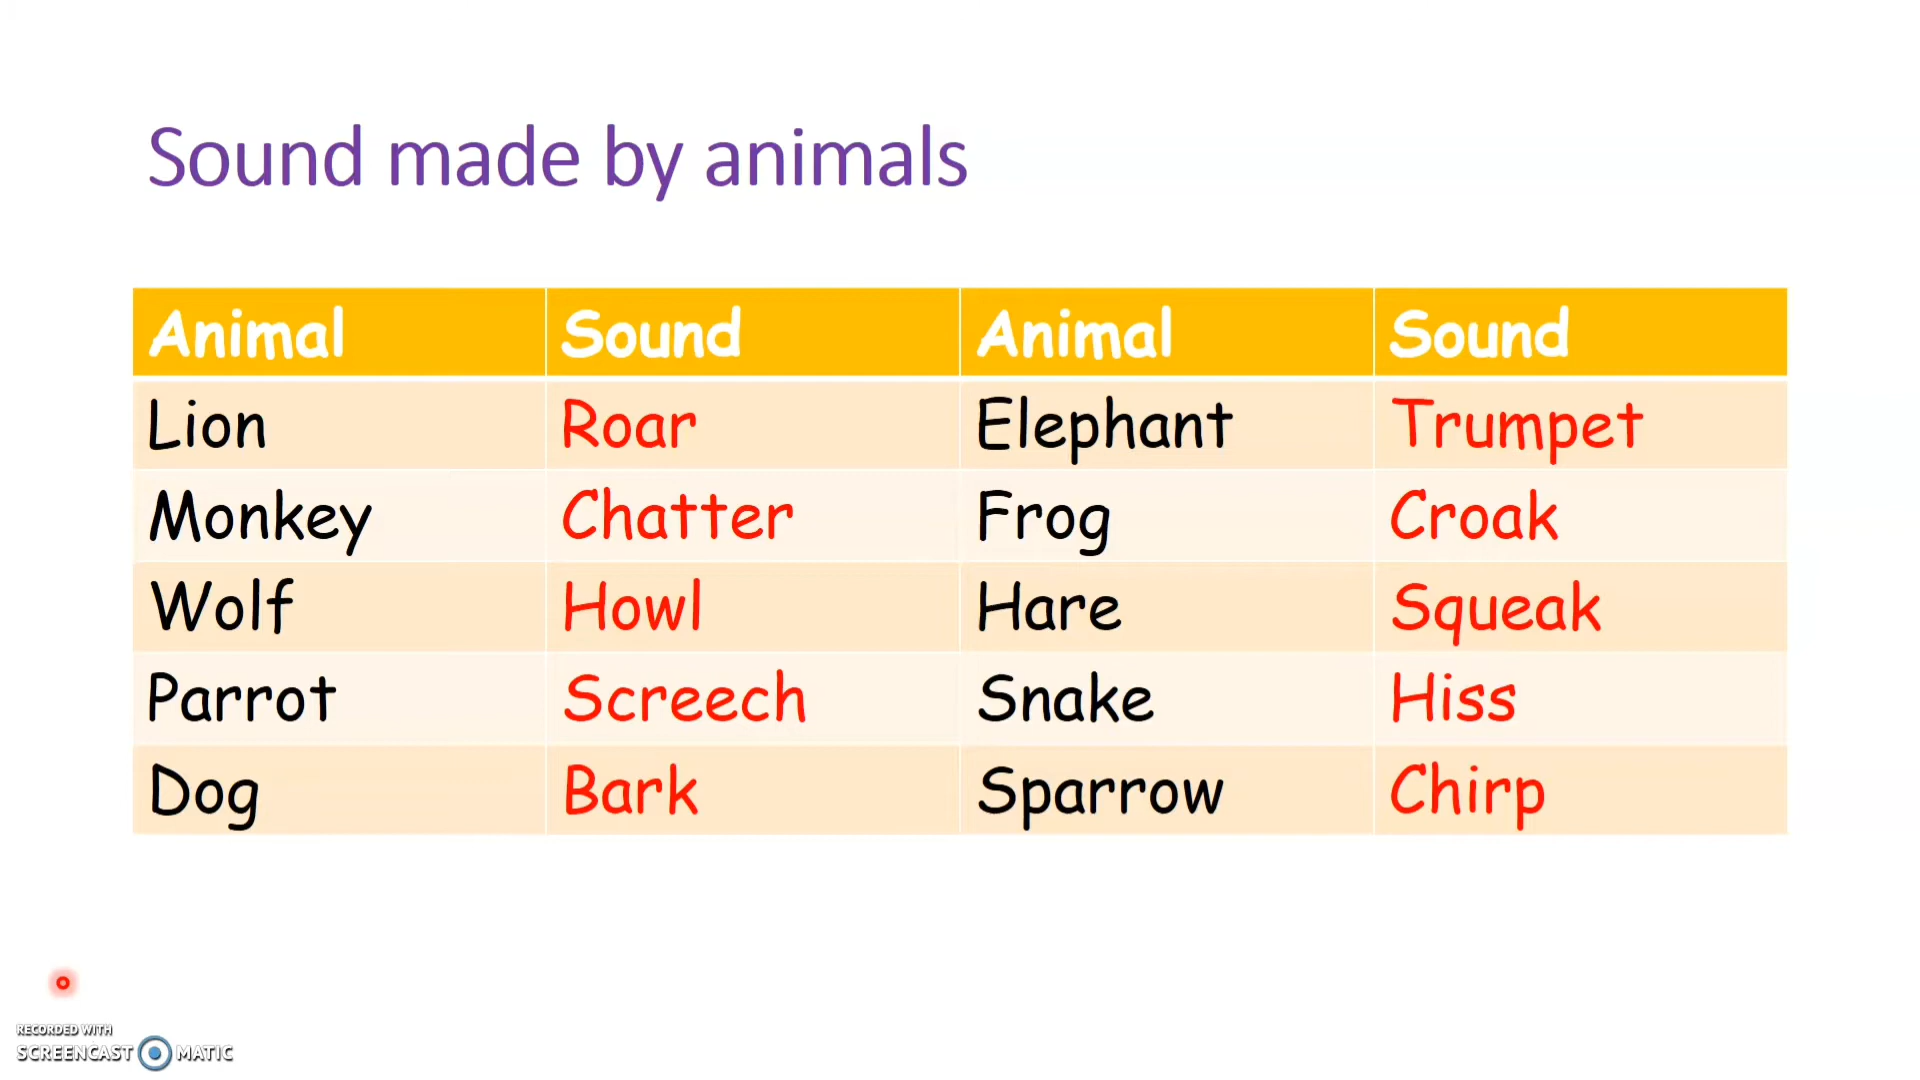 Sound made by animals
Animal Sound Animal Sound
Lion Roar Elephant Trumpet
Monkey Chatter Frog Croak
Wolf Howl Hare Squeak
Parrot Screech Snake Hiss
Dog Bark Sparrow Chirp
RECORDED WITH
SCREENCAST MATIC